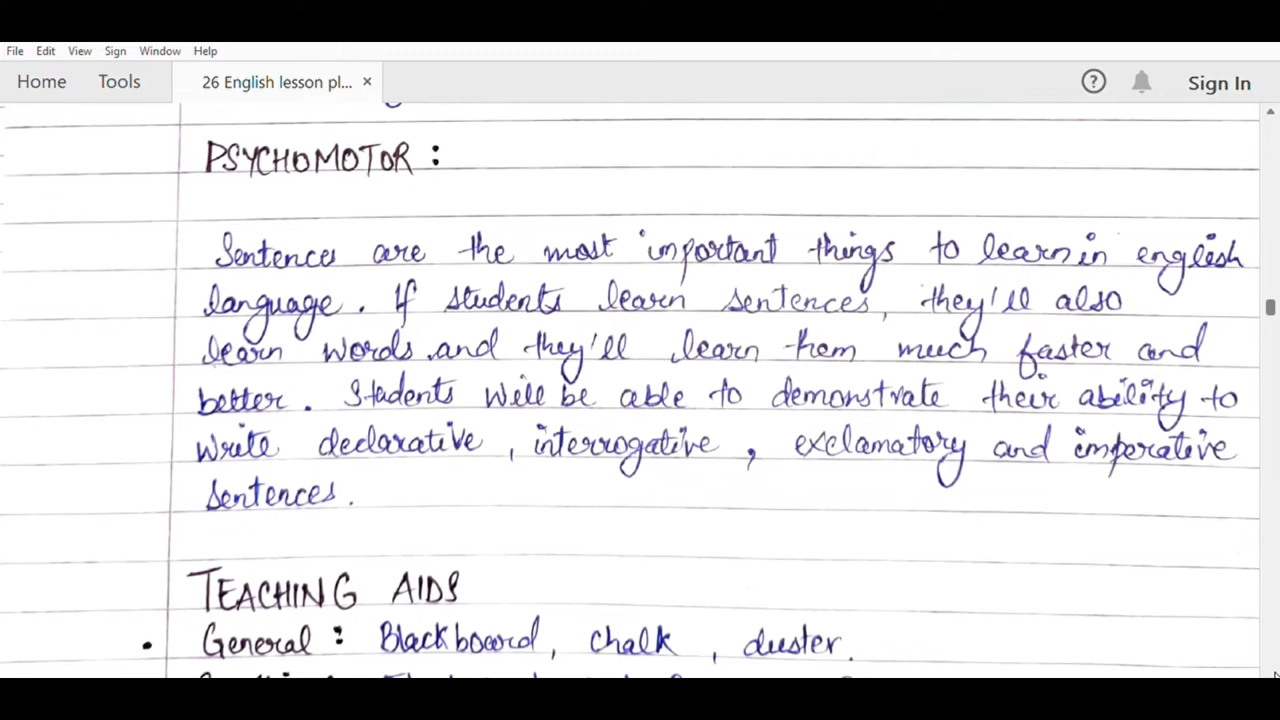 File Edit View Sign Window Help
Home Tools 26 English lesson pl... × ? Sign In
PSYCHOMOTOR :
Sentences are the most important things to learn in english
language. If students learn sentences, they'll also
learn words and they'll learn them much faster and
better. Students will be able to demonstrate their ability to
write declarative, interrogative, exclamatory and imperative
sentences.
TEACHING AIDS
• General : Blackboard, chalk, duster.